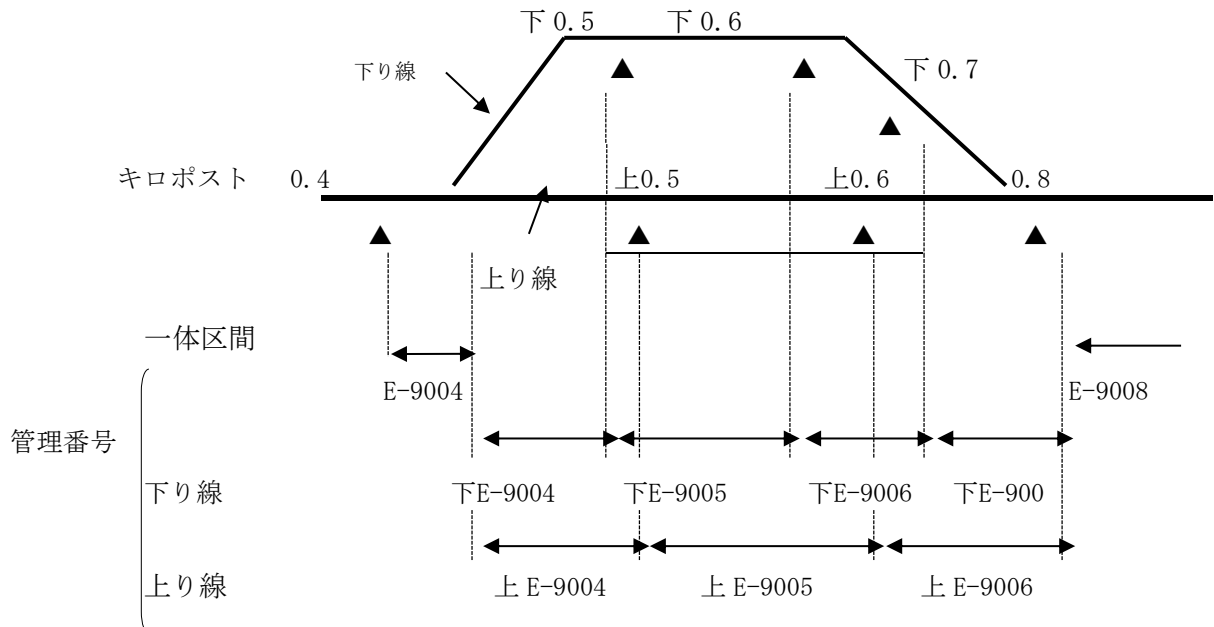 下 0.5 下 0.6
下り線 下 0.7
キロポスト 0.4 上0.5 上0.6 0.8
上り線
一体区間
E-9004 E-9008
管理番号
下り線 下E-9004 下E-9005 下E-9006 下E-900
上り線 上 E-9004 上 E-9005 上 E-9006